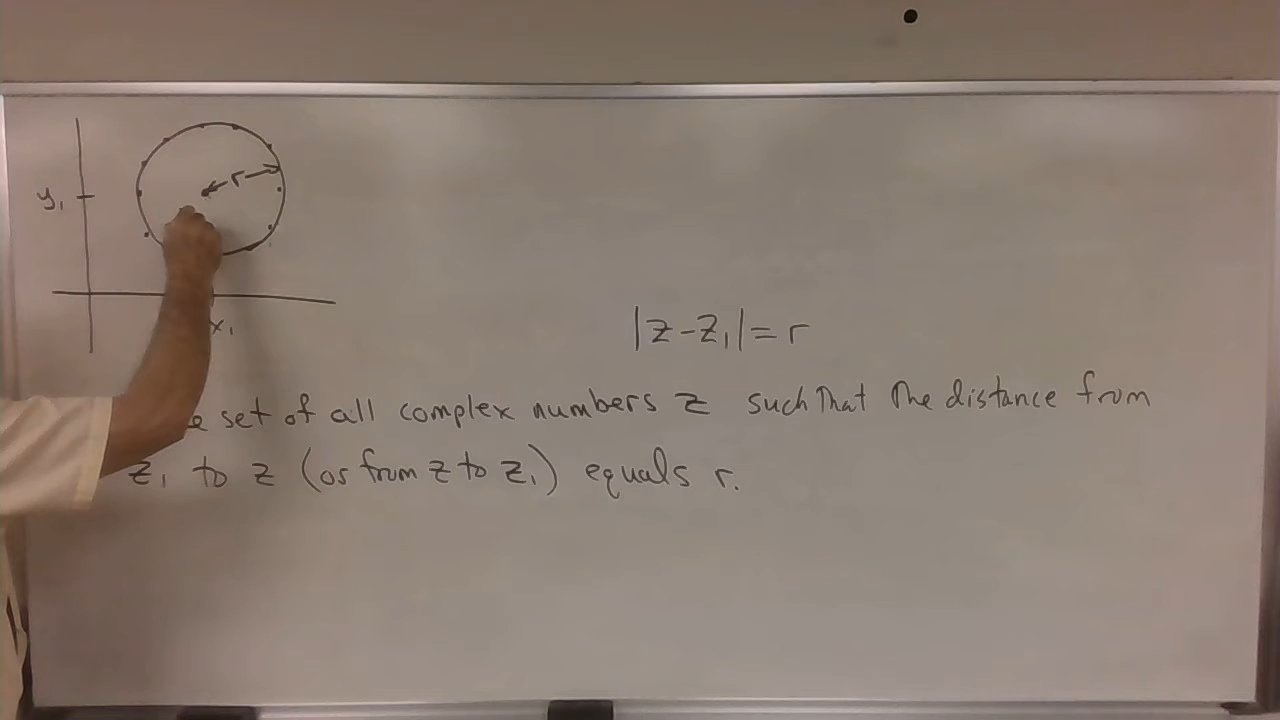 r
y₁
x₁
|z-z₁|=r
set of all complex numbers z such that the distance from
z₁ to z (or from z to z₁) equals r.